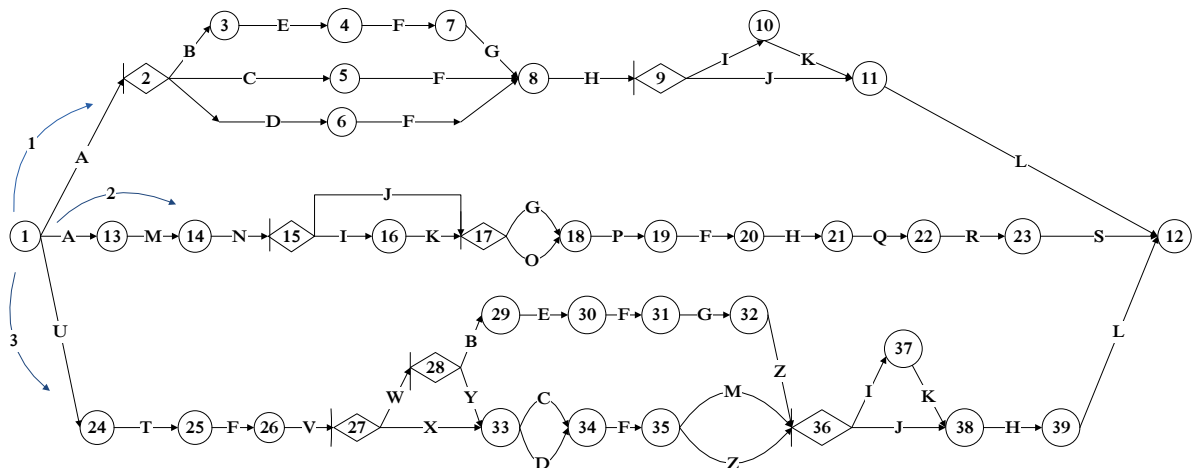 3 E 4 F 7 10
B G I K
2 C 5 F 8 H 9 J 11
1 D 6 F
A L
2 J G
1 A 13 M 14 N 15 I 16 K 17 18 P 19 F 20 H 21 Q 22 R 23 S 12
O
29 E 30 F 31 G 32
U B 37 L
3 28 Z I
W Y C M K
24 T 25 F 26 V 27 X 33 34 F 35 36 J 38 H 39
D Z